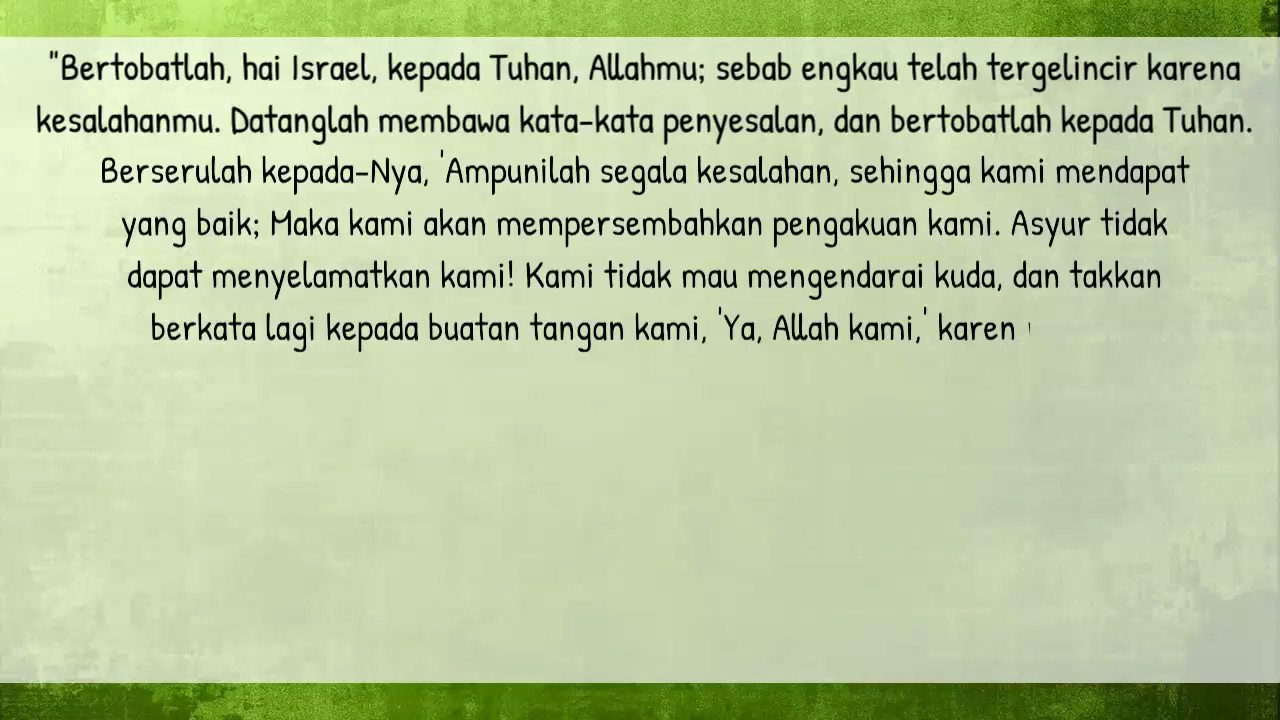 "Bertobatlah, hai Israel, kepada Tuhan, Allahmu; sebab engkau telah tergelincir karena
kesalahanmu. Datanglah membawa kata-kata penyesalan, dan bertobatlah kepada Tuhan.
Berserulah kepada-Nya, 'Ampunilah segala kesalahan, sehingga kami mendapat
yang baik; Maka kami akan mempersembahkan pengakuan kami. Asyur tidak
dapat menyelamatkan kami! Kami tidak mau mengendarai kuda, dan takkan
berkata lagi kepada buatan tangan kami, 'Ya, Allah kami,' karen